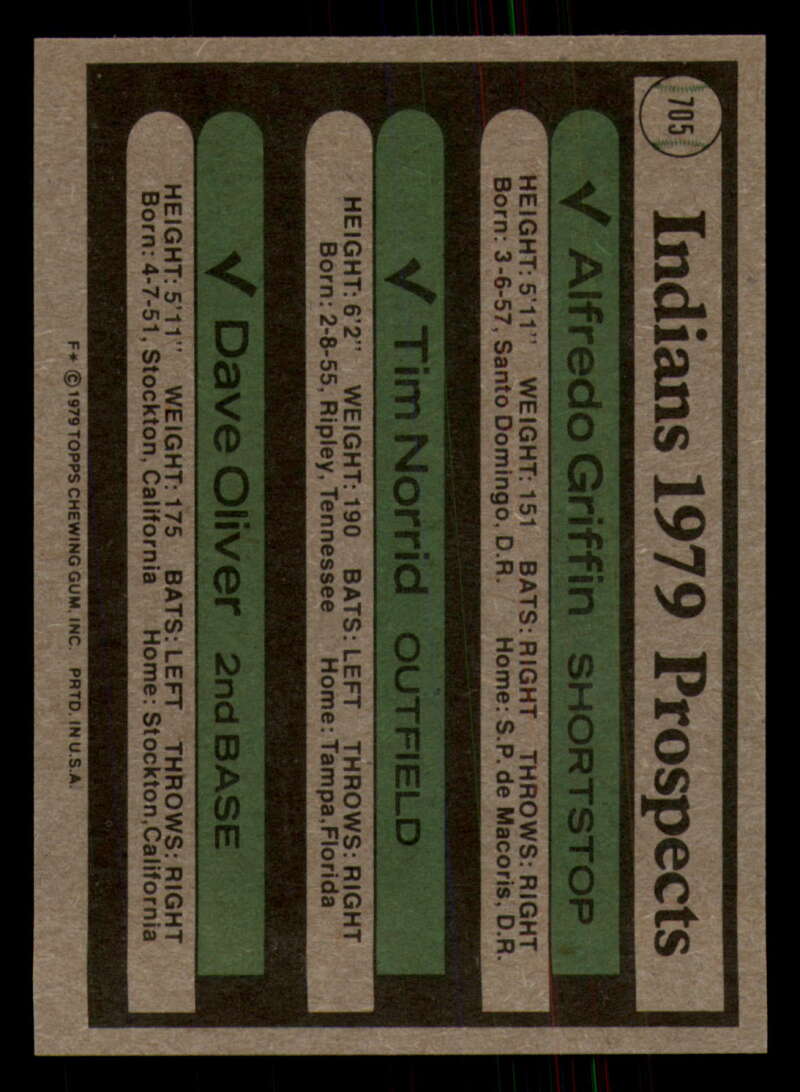 705
Indians 1979 Prospects
✔ Alfredo Griffin SHORTSTOP
HEIGHT: 5'11" WEIGHT: 151 BATS: RIGHT THROWS: RIGHT
Born: 3-6-57, Santo Domingo, D.R. Home: S.P. de Macoris, D.R.
✔ Tim Norrid OUTFIELD
HEIGHT: 6'2" WEIGHT: 190 BATS: LEFT THROWS: RIGHT
Born: 2-8-55, Ripley, Tennessee Home: Tampa, Florida
✔ Dave Oliver 2nd BASE
HEIGHT: 5'11" WEIGHT: 175 BATS: LEFT THROWS: RIGHT
Born: 4-7-51, Stockton, California Home: Stockton, California
F* © 1979 TOPPS CHEWING GUM, INC. PRTD. IN U.S.A.